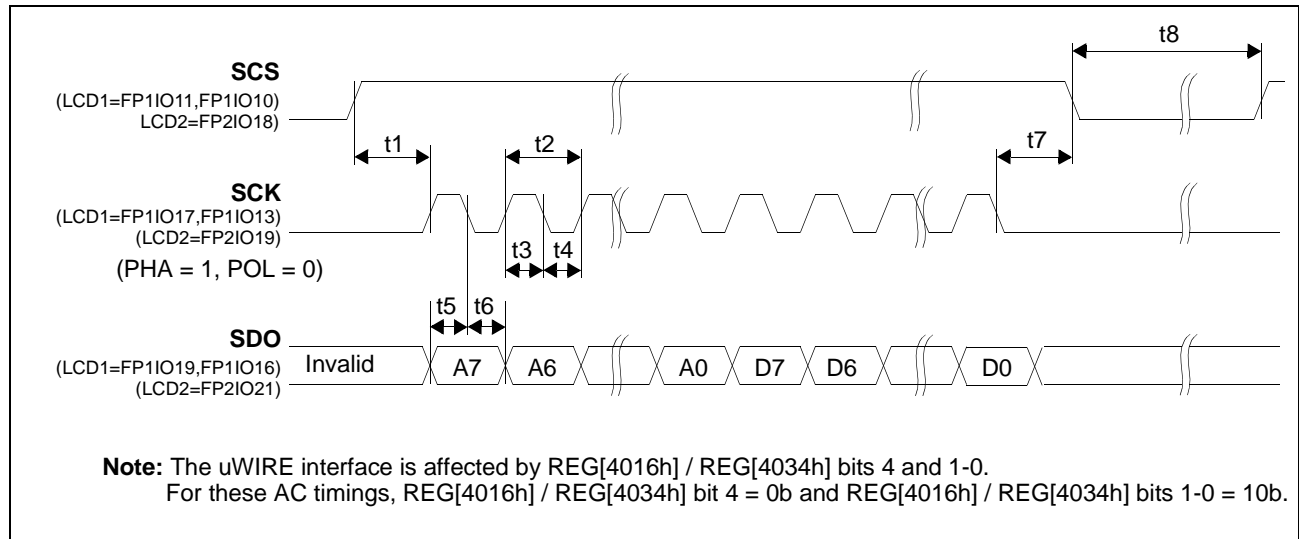 t8
SCS
(LCD1=FP1IO11,FP1IO10)
LCD2=FP2IO18)
t1
t2
t7
SCK
(LCD1=FP1IO17,FP1IO13)
(LCD2=FP2IO19)
(PHA = 1, POL = 0)
t3
t4
t5
t6
SDO
(LCD1=FP1IO19,FP1IO16)
(LCD2=FP2IO21)
Invalid
A7
A6
A0
D7
D6
D0
Note: The uWIRE interface is affected by REG[4016h] / REG[4034h] bits 4 and 1-0.
For these AC timings, REG[4016h] / REG[4034h] bit 4 = 0b and REG[4016h] / REG[4034h] bits 1-0 = 10b.